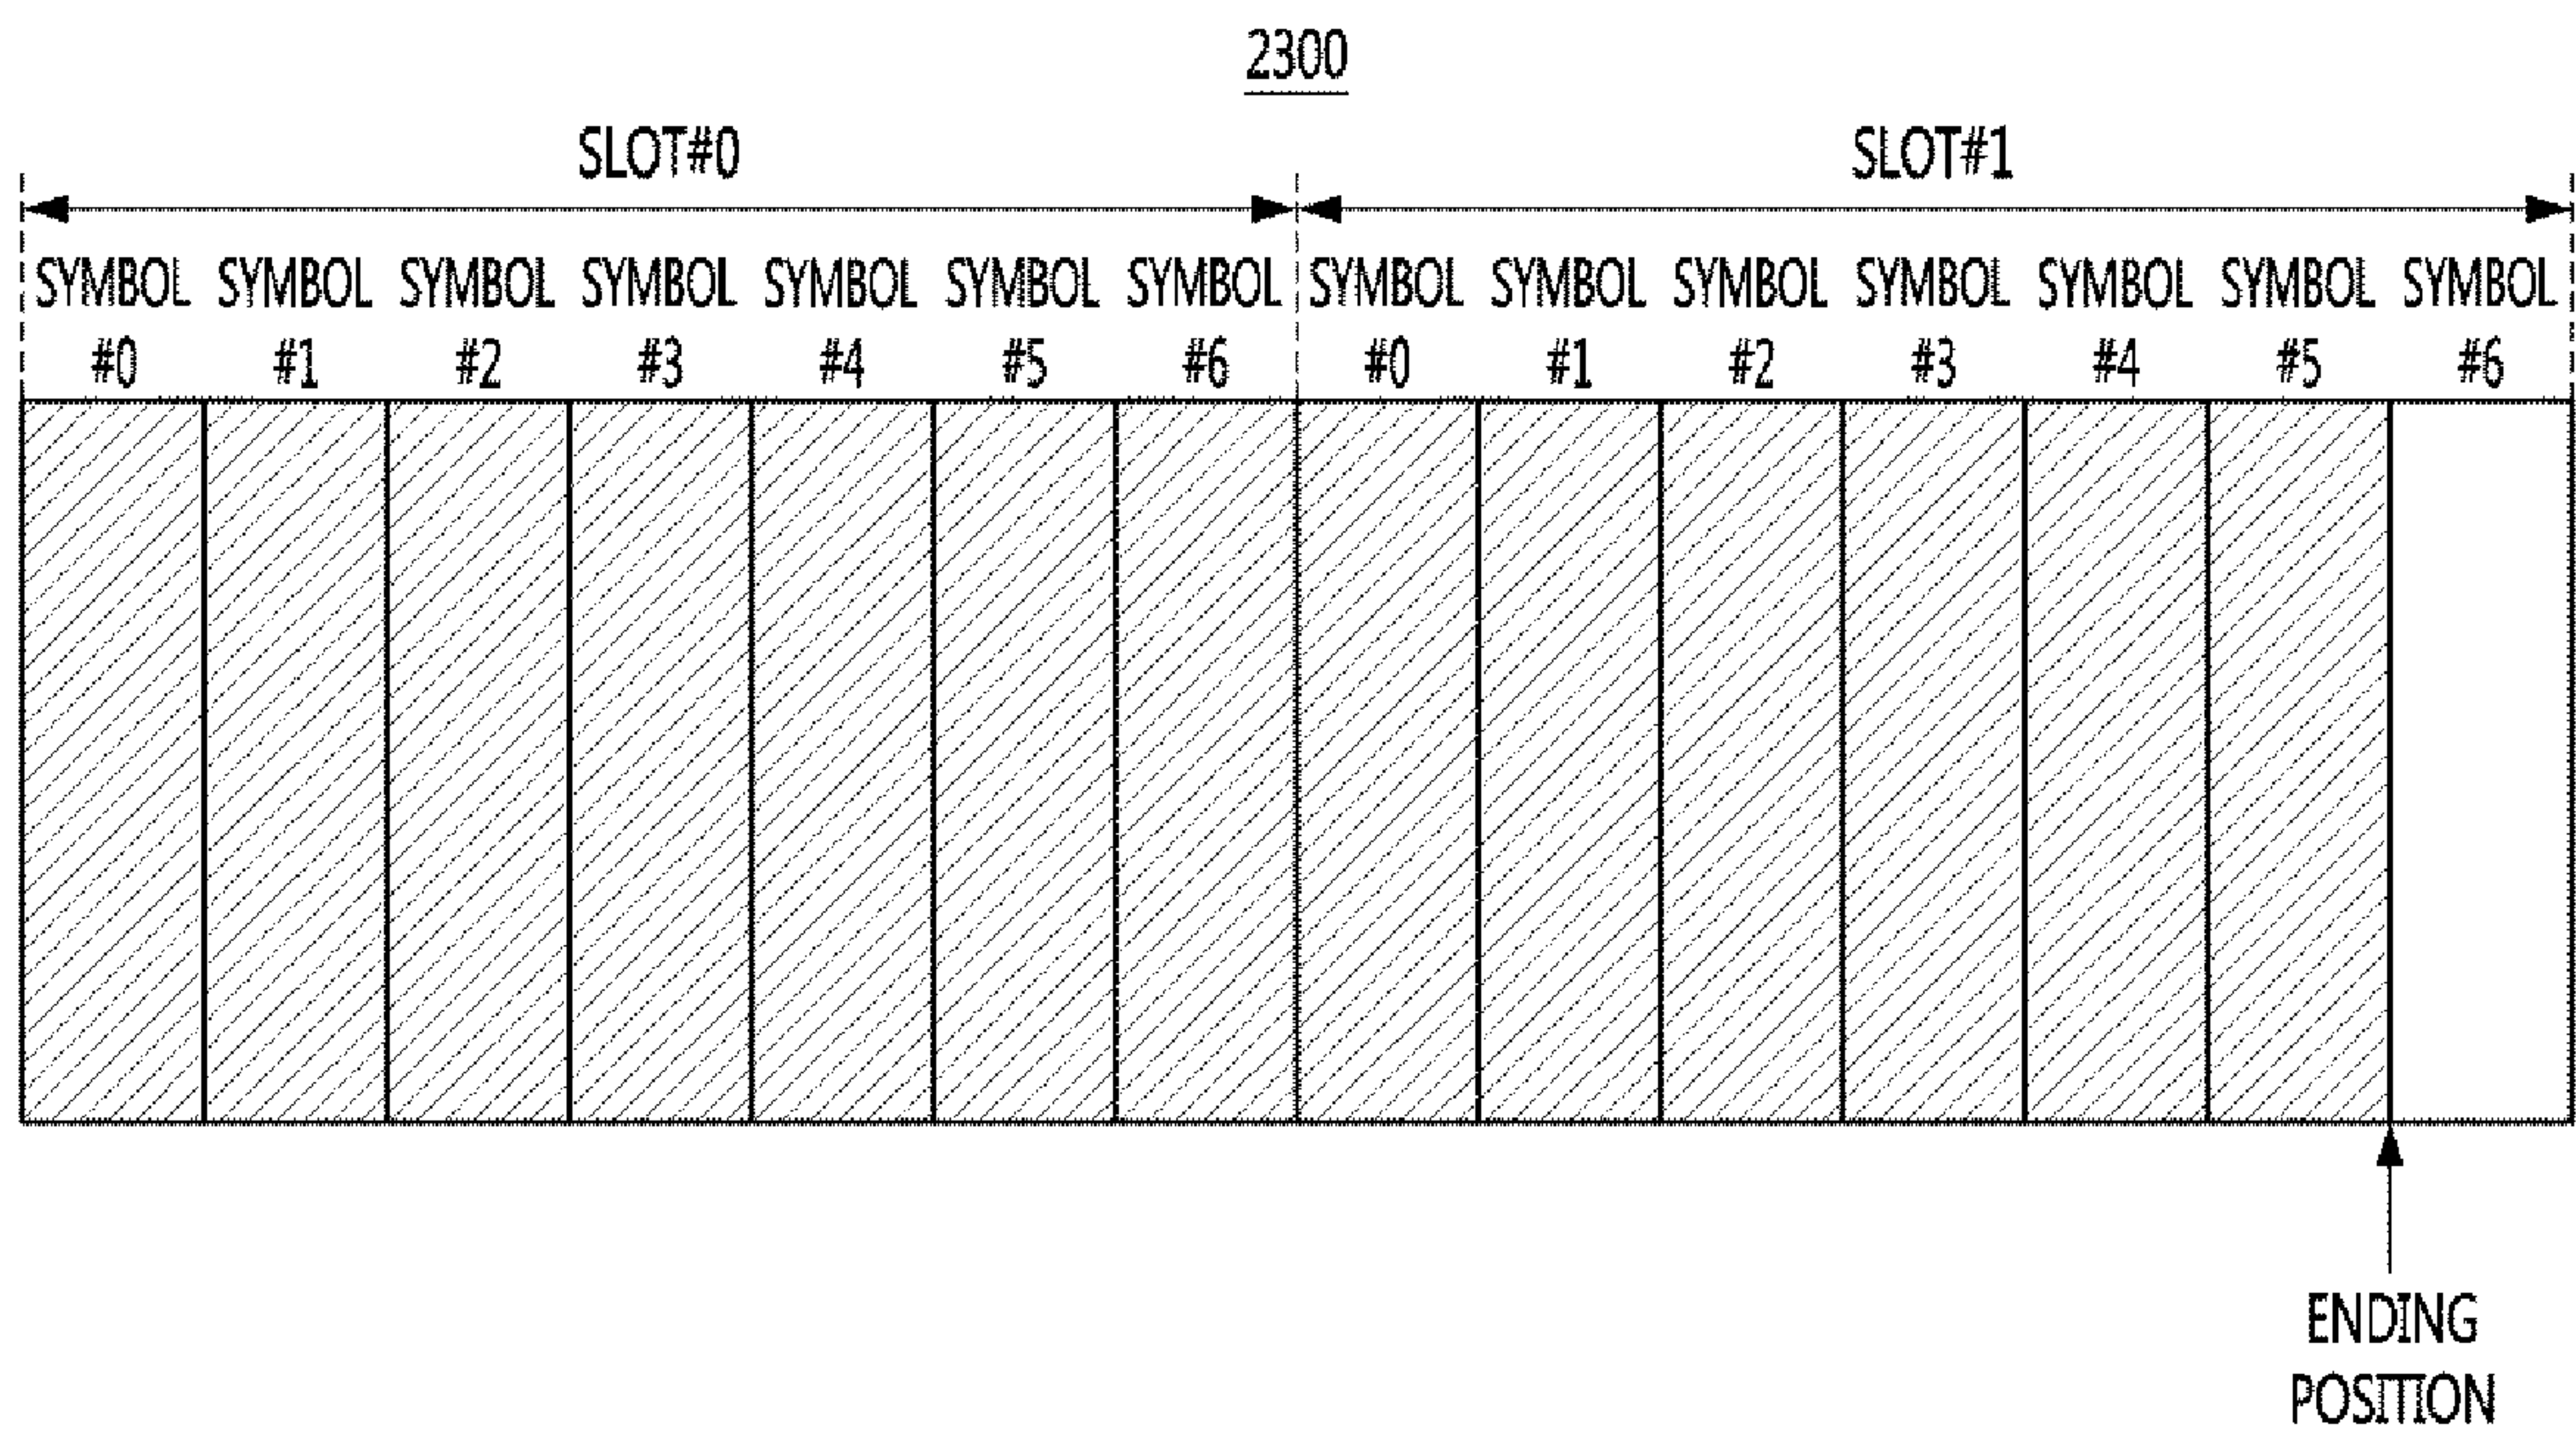 2300
SLOT#0 SLOT#1
SYMBOL SYMBOL SYMBOL SYMBOL SYMBOL SYMBOL SYMBOL SYMBOL SYMBOL SYMBOL SYMBOL SYMBOL SYMBOL SYMBOL
#0 #1 #2 #3 #4 #5 #6 #0 #1 #2 #3 #4 #5 #6
ENDING
POSITION